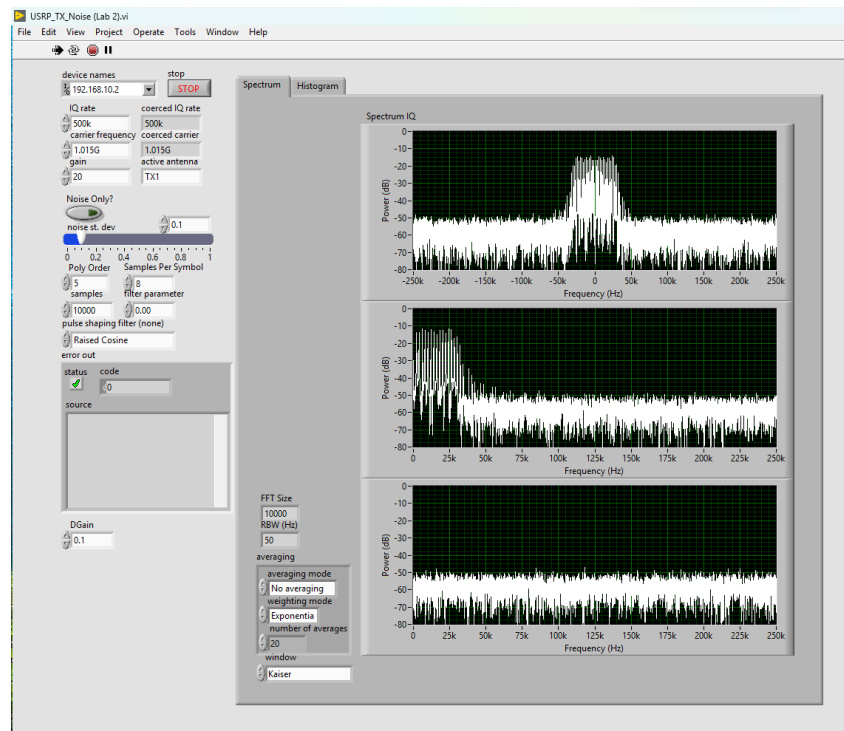 USRP_TX_Noise (Lab 2).vi
File Edit View Project Operate Tools Window Help
device names
192.168.10.2
stop
STOP
IQ rate
500k
coerced IQ rate
500k
carrier frequency
1.015G
coerced carrier
1.015G
gain
20
active antenna
TX1
Noise Only?
noise st. dev
0.1
0 0.2 0.4 0.6 0.8 1
Poly Order
5
Samples Per Symbol
8
samples
10000
filter parameter
0.00
pulse shaping filter (none)
Raised Cosine
error out
status
code
0
source
DGain
0.1
Spectrum Histogram
Spectrum IQ
Power (dB)
0-
-10-
-20-
-30-
-40-
-50-
-60-
-70-
-80-
-250k -200k -150k -100k -50k 0 50k 100k 150k 200k 250k
Frequency (Hz)
Power (dB)
0-
-10-
-20-
-30-
-40-
-50-
-60-
-70-
-80-
0 25k 50k 75k 100k 125k 150k 175k 200k 225k 250k
Frequency (Hz)
Power (dB)
0-
-10-
-20-
-30-
-40-
-50-
-60-
-70-
-80-
0 25k 50k 75k 100k 125k 150k 175k 200k 225k 250k
Frequency (Hz)
FFT Size
10000
RBW (Hz)
50
averaging
averaging mode
No averaging
weighting mode
Exponentia
number of averages
20
window
Kaiser